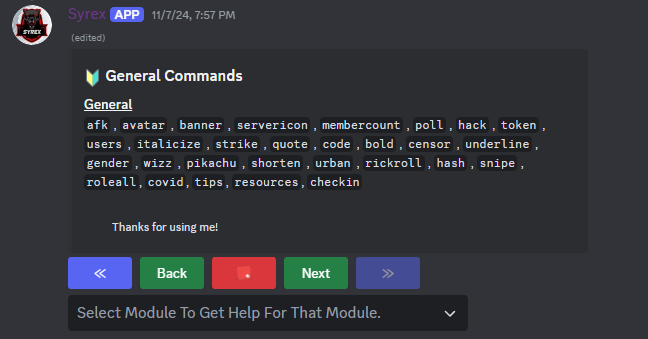 Syrex APP 11/7/24, 7:57 PM
SYREX
(edited)
General Commands
General
afk , avatar , banner , servericon , membercount , poll , hack , token ,
users , italicize , strike , quote , code , bold , censor , underline ,
gender , wizz , pikachu , shorten , urban , rickroll , hash , snipe ,
roleall, covid, tips, resources, checkin
Thanks for using me!
Back
Next
Select Module To Get Help For That Module.